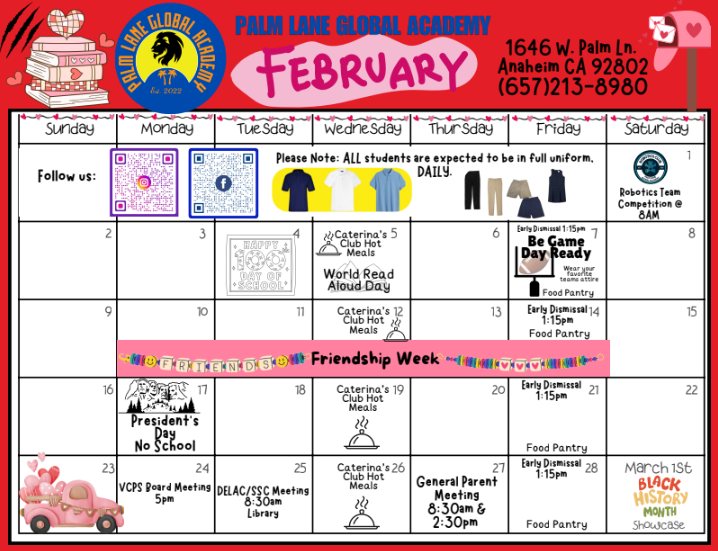 PALM LANE GLOBAL ACADEMY
PALM LANE GLOBAL ACADEMY
Est. 2022
FEBRUARY
1646 W. Palm Ln.
Anaheim CA 92802
(657)213-8980
Sunday Monday Tuesday Wednesday Thursday Friday Saturday
Follow us:
Please Note: ALL students are expected to be in full uniform,
DAILY.
1
Robotics Team
Competition @
8AM
2
3
4
HAPPY
100
DAY OF
SCHOOL
5
Caterina's
Club Hot
Meals
World Read
Aloud Day
6
Early Dismissal 1:15pm
7
Be Game
Day Ready
Wear your
favorite
teams attire
Food Pantry
8
9
10
11
Caterina's 12
Club Hot
Meals
13
Early Dismissal 14
1:15pm
Food Pantry
15
FRIENDS
Friendship Week
16
17
President's
Day
No School
18
Caterina's 19
Club Hot
Meals
20
Early Dismissal 21
1:15pm
Food Pantry
22
23
24
VCPS Board Meeting
5pm
25
DELAC/SSC Meeting
8:30am
Library
Caterina's 26
Club Hot
Meals
27
General Parent
Meeting
8:30am &
2:30pm
Early Dismissal 28
1:15pm
Food Pantry
March 1st
BLACK
HISTORY
MONTH
Showcase